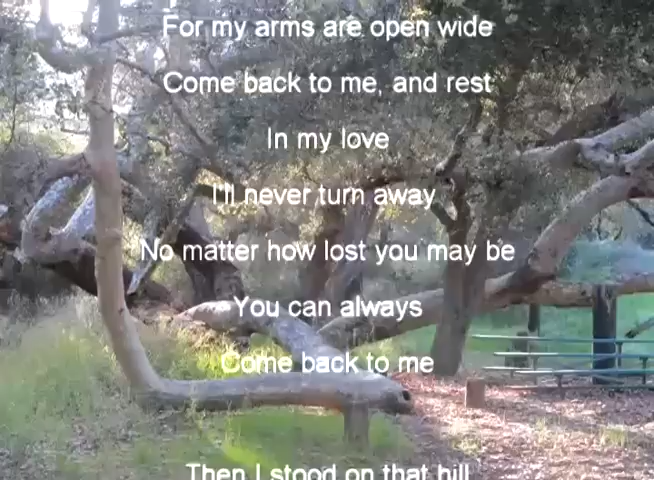 For my arms are open wide
Come back to me, and rest
In my love
I'll never turn away
No matter how lost you may be
You can always
Come back to me
Then I stood on that hill